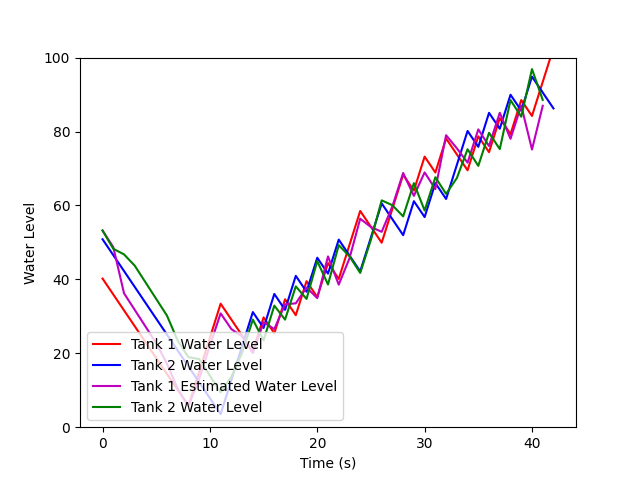 100
80
60
40
20
0
Water Level
Tank 1 Water Level
Tank 2 Water Level
Tank 1 Estimated Water Level
Tank 2 Water Level
0 10 20 30 40
Time (s)